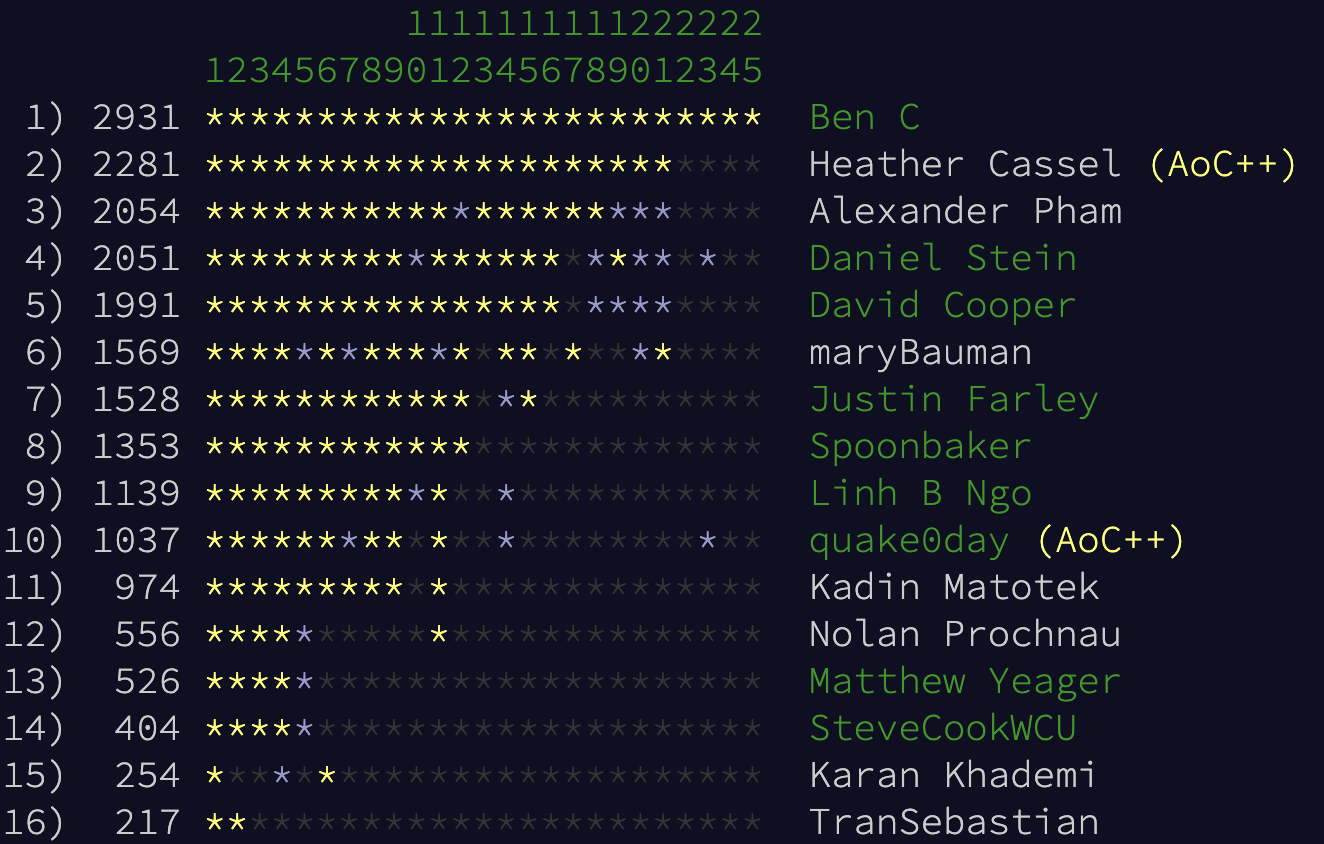 1111111111222222
1234567890123456789012345
1) 2931 ************************* Ben C
2) 2281 ************************* Heather Cassel (AoC++)
3) 2054 ************************* Alexander Pham
4) 2051 ************************* Daniel Stein
5) 1991 ************************* David Cooper
6) 1569 ************************* maryBauman
7) 1528 ************************* Justin Farley
8) 1353 ************************* Spoonbaker
9) 1139 ************************* Linh B Ngo
10) 1037 ************************* quake0day (AoC++)
11) 974 ************************* Kadin Matotek
12) 556 ************************* Nolan Prochnau
13) 526 ************************* Matthew Yeager
14) 404 ************************* SteveCookWCU
15) 254 ************************* Karan Khademi
16) 217 ************************* TranSebastian